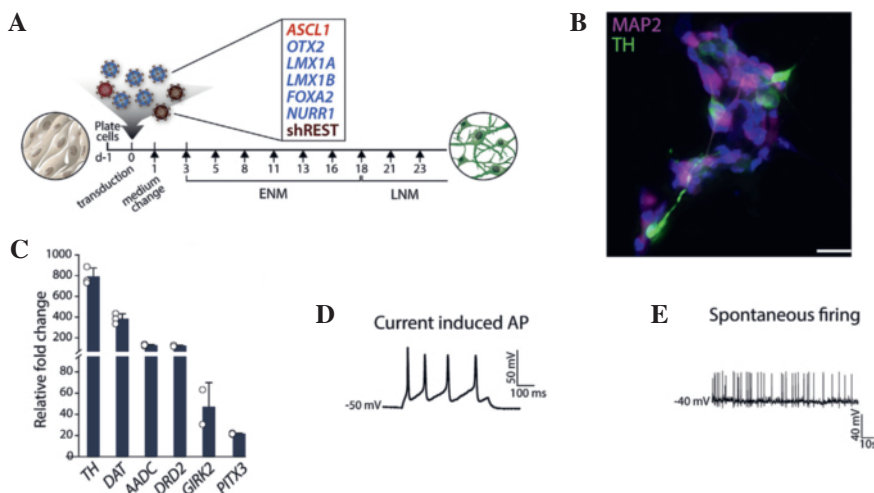 A
ASCL1
OTX2
LMX1A
LMX1B
FOXA2
NURR1
shREST
Plate
cells
d-1 0 1 3 5 8 11 13 16 18 21 23
transduction
medium
change
ENM
LNM
B
MAP2
TH
C
Relative fold change
1000
800
600
400
200
60
40
20
0
TH DAT AADC DRD2 GIRK2 PITX3
D
Current induced AP
-50 mV
50 mV
100 ms
E
Spontaneous firing
-40 mV
40 mV
10s